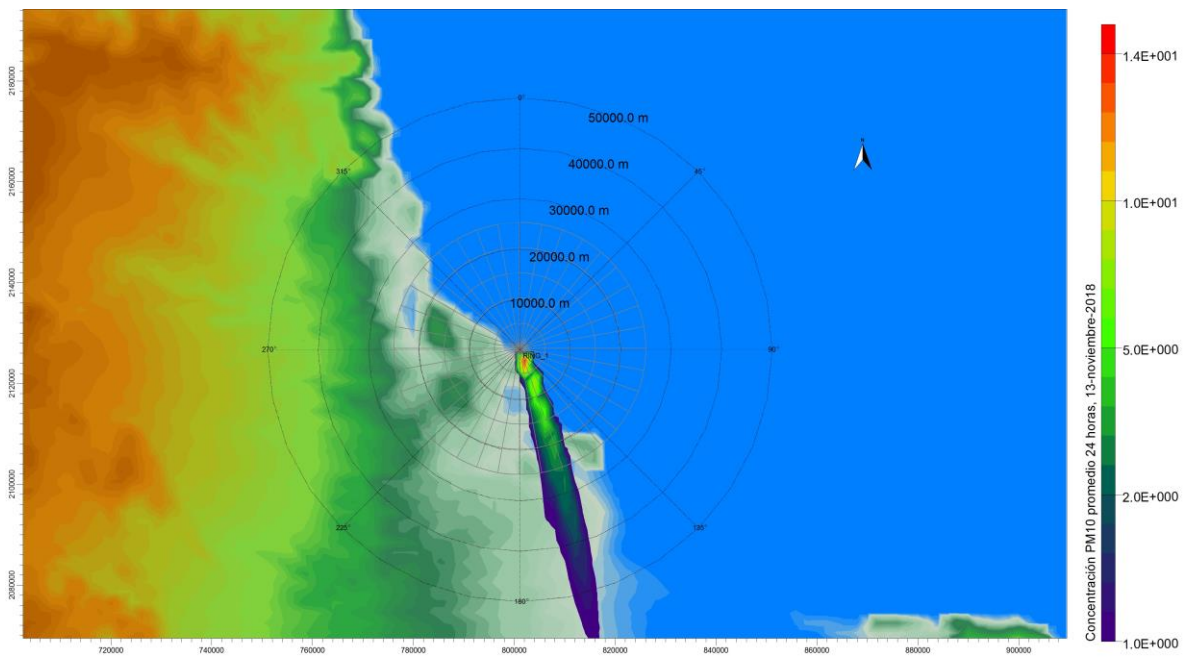 0°
50000.0 m
40000.0 m
30000.0 m
20000.0 m
10000.0 m
N
45°
90°
135°
180°
225°
270°
315°
RING_1
2180000
2160000
2140000
2120000
2100000
2080000
720000
740000
760000
780000
800000
820000
840000
860000
880000
900000
Concentración PM10 promedio 24 horas, 13-noviembre-2018
1.4E+001
1.0E+001
5.0E+000
2.0E+000
1.0E+000